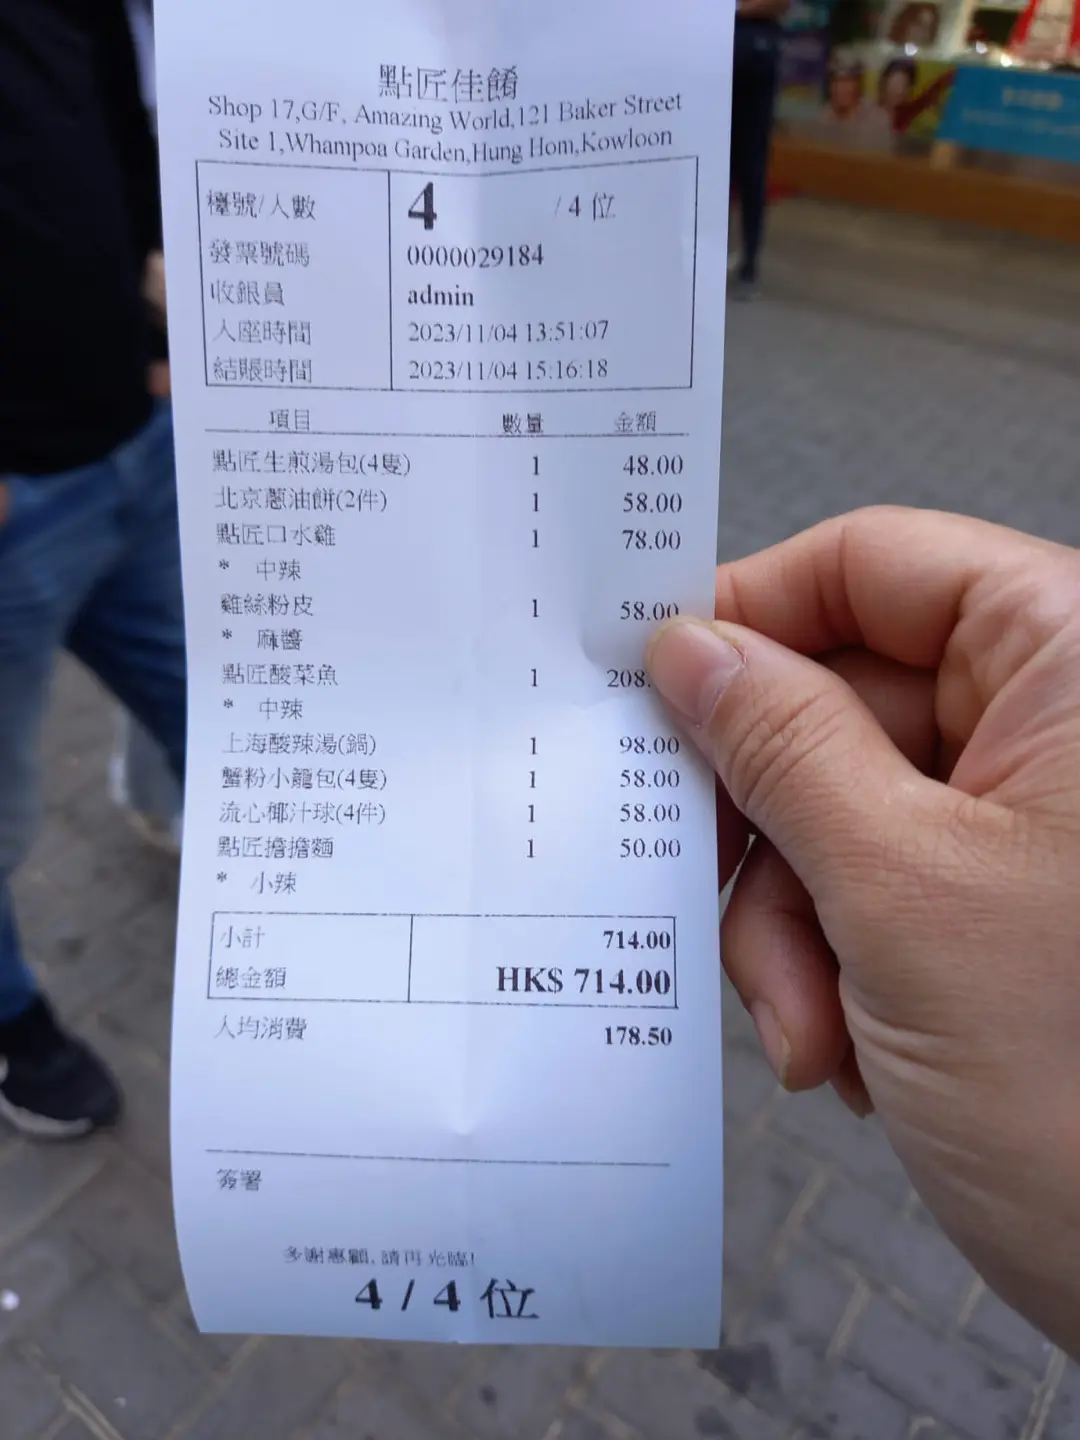 點匠佳餚
Shop 17,G/F, Amazing World,121 Baker Street
Site 1,Whampoa Garden,Hung Hom,Kowloon
檯號/人數 4 / 4 位
發票號碼 0000029184
收銀員 admin
入座時間 2023/11/04 13:51:07
結賬時間 2023/11/04 15:16:18
項目 數量 金額
點匠生煎湯包(4隻) 1 48.00
北京蔥油餅(2件) 1 58.00
點匠口水雞 1 78.00
* 中辣
雞絲粉皮 1 58.00
* 麻醬
點匠酸菜魚 1 208.
* 中辣
上海酸辣湯(鍋) 1 98.00
蟹粉小籠包(4隻) 1 58.00
流心椰汁球(4件) 1 58.00
點匠擔擔麵 1 50.00
* 小辣
小計 714.00
總金額 HK$ 714.00
人均消費 178.50
簽署
多謝惠顧, 請再光臨!
4 / 4 位